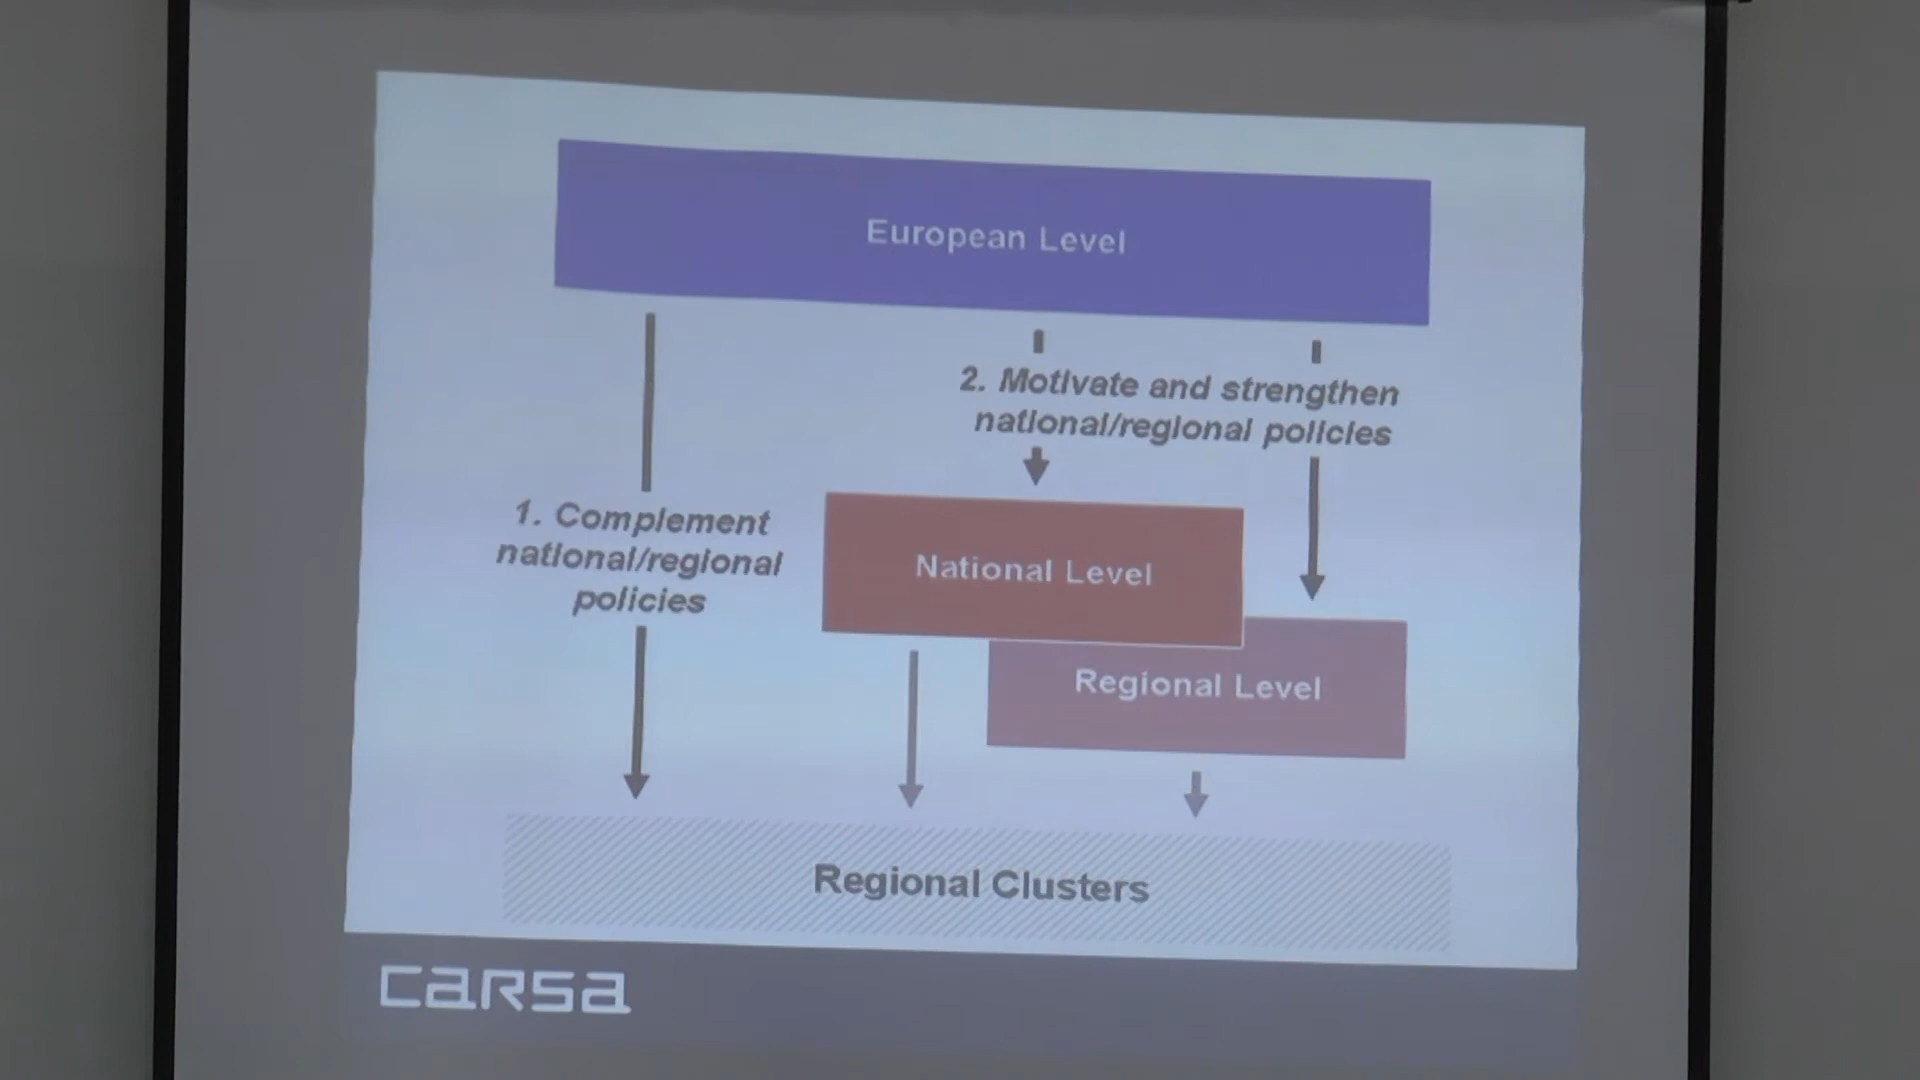 European Level
2. Motivate and strengthen
national/regional policies
1. Complement
national/regional
policies
National Level
Regional Level
Regional Clusters
carsa